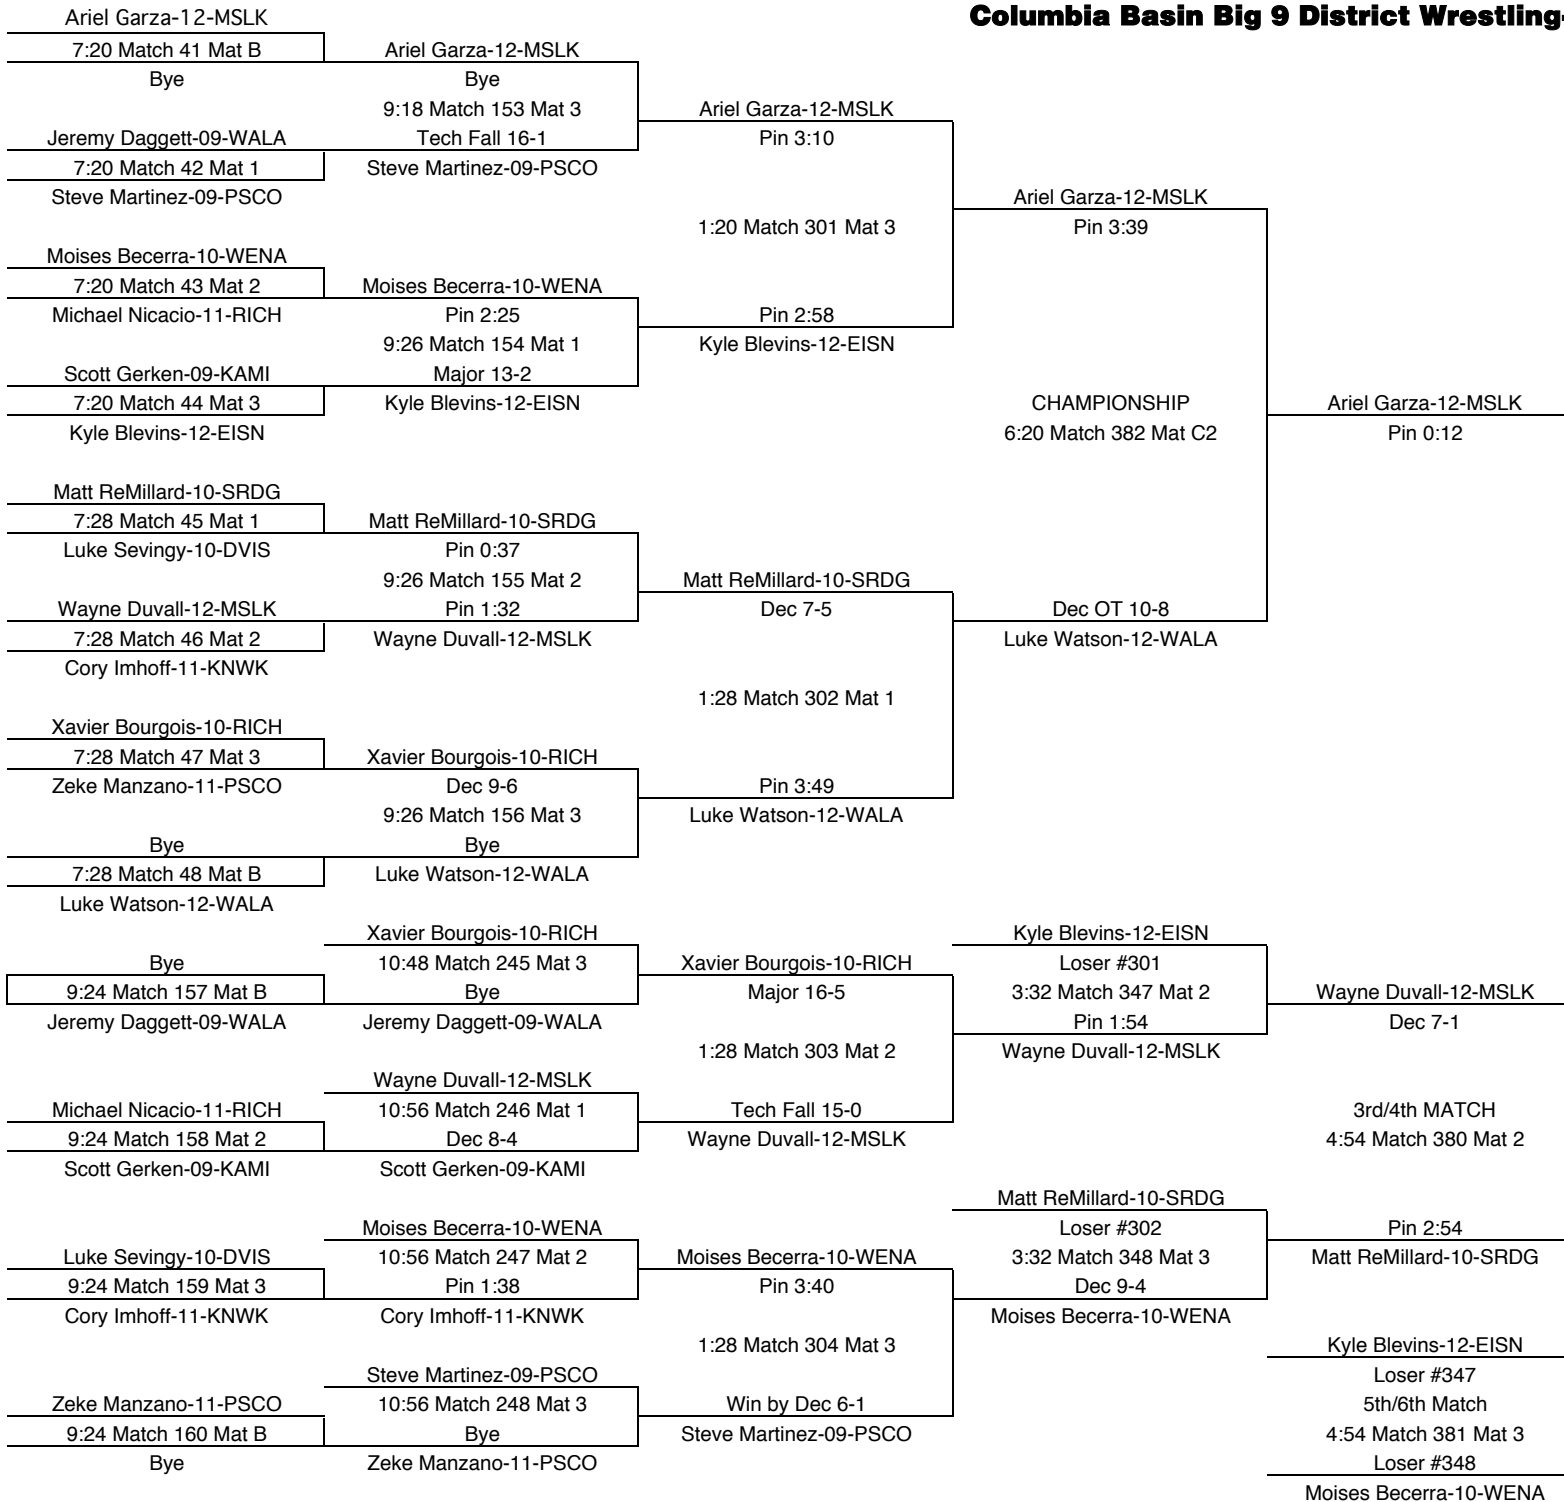 Ariel Garza-12-MSLK
Columbia Basin Big 9 District Wrestling-
7:20 Match 41 Mat B
Ariel Garza-12-MSLK
Bye
Bye
9:18 Match 153 Mat 3
Ariel Garza-12-MSLK
Jeremy Daggett-09-WALA
Tech Fall 16-1
Pin 3:10
7:20 Match 42 Mat 1
Steve Martinez-09-PSCO
Steve Martinez-09-PSCO
Ariel Garza-12-MSLK
1:20 Match 301 Mat 3
Pin 3:39
Moises Becerra-10-WENA
7:20 Match 43 Mat 2
Moises Becerra-10-WENA
Michael Nicacio-11-RICH
Pin 2:25
Pin 2:58
9:26 Match 154 Mat 1
Kyle Blevins-12-EISN
Scott Gerken-09-KAMI
Major 13-2
7:20 Match 44 Mat 3
Kyle Blevins-12-EISN
CHAMPIONSHIP
Ariel Garza-12-MSLK
Kyle Blevins-12-EISN
6:20 Match 382 Mat C2
Pin 0:12
Matt ReMillard-10-SRDG
7:28 Match 45 Mat 1
Matt ReMillard-10-SRDG
Luke Sevingy-10-DVIS
Pin 0:37
9:26 Match 155 Mat 2
Matt ReMillard-10-SRDG
Wayne Duvall-12-MSLK
Pin 1:32
Dec 7-5
Dec OT 10-8
7:28 Match 46 Mat 2
Wayne Duvall-12-MSLK
Luke Watson-12-WALA
Cory Imhoff-11-KNWK
1:28 Match 302 Mat 1
Xavier Bourgois-10-RICH
7:28 Match 47 Mat 3
Xavier Bourgois-10-RICH
Zeke Manzano-11-PSCO
Dec 9-6
Pin 3:49
9:26 Match 156 Mat 3
Luke Watson-12-WALA
Bye
Bye
7:28 Match 48 Mat B
Luke Watson-12-WALA
Luke Watson-12-WALA
Xavier Bourgois-10-RICH
Kyle Blevins-12-EISN
Bye
10:48 Match 245 Mat 3
Xavier Bourgois-10-RICH
Loser #301
9:24 Match 157 Mat B
Bye
Major 16-5
3:32 Match 347 Mat 2
Wayne Duvall-12-MSLK
Jeremy Daggett-09-WALA
Jeremy Daggett-09-WALA
Pin 1:54
Dec 7-1
1:28 Match 303 Mat 2
Wayne Duvall-12-MSLK
Wayne Duvall-12-MSLK
Michael Nicacio-11-RICH
10:56 Match 246 Mat 1
Tech Fall 15-0
3rd/4th MATCH
9:24 Match 158 Mat 2
Dec 8-4
Wayne Duvall-12-MSLK
4:54 Match 380 Mat 2
Scott Gerken-09-KAMI
Scott Gerken-09-KAMI
Matt ReMillard-10-SRDG
Moises Becerra-10-WENA
Loser #302
Pin 2:54
Luke Sevingy-10-DVIS
10:56 Match 247 Mat 2
Moises Becerra-10-WENA
3:32 Match 348 Mat 3
Matt ReMillard-10-SRDG
9:24 Match 159 Mat 3
Pin 1:38
Pin 3:40
Dec 9-4
Cory Imhoff-11-KNWK
Cory Imhoff-11-KNWK
Moises Becerra-10-WENA
1:28 Match 304 Mat 3
Kyle Blevins-12-EISN
Steve Martinez-09-PSCO
Loser #347
Zeke Manzano-11-PSCO
10:56 Match 248 Mat 3
Win by Dec 6-1
5th/6th Match
9:24 Match 160 Mat B
Bye
Steve Martinez-09-PSCO
4:54 Match 381 Mat 3
Bye
Zeke Manzano-11-PSCO
Loser #348
Moises Becerra-10-WENA